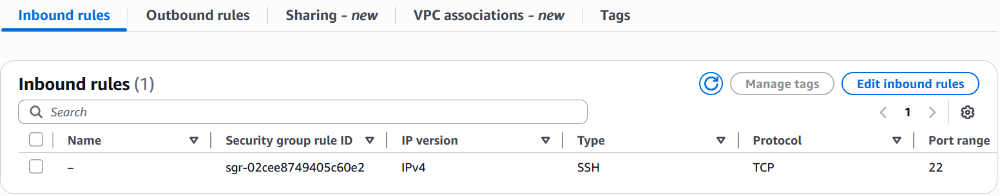 Inbound rules Outbound rules Sharing – new VPC associations – new Tags
Inbound rules (1) Manage tags Edit inbound rules
Search 1
Name Security group rule ID IP version Type Protocol Port range
– sgr-02cee8749405c60e2 IPv4 SSH TCP 22